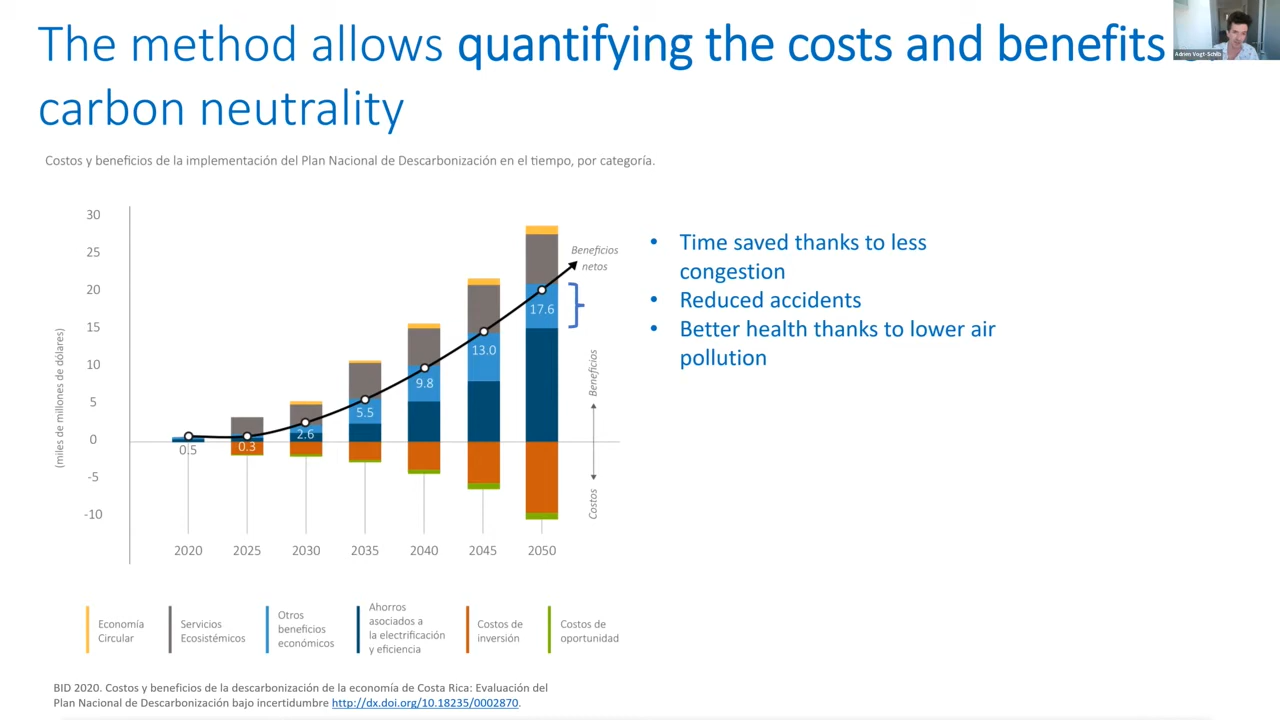 The method allows quantifying the costs and benefits
carbon neutrality
Adrien Vogt-Schilb
Costos y beneficios de la implementación del Plan Nacional de Descarbonización en el tiempo, por categoría.
(miles de millones de dólares)
30
25
20
15
10
5
0
-5
-10
Beneficios
netos
17.6
13.0
9.8
5.5
2.6
0.3
0.5
Beneficios
Costos
2020 2025 2030 2035 2040 2045 2050
Economía
Circular
Servicios
Ecosistémicos
Otros
beneficios
económicos
Ahorros
asociados a
la electrificación
y eficiencia
Costos de
inversión
Costos de
oportunidad
• Time saved thanks to less
congestion
• Reduced accidents
• Better health thanks to lower air
pollution
BID 2020. Costos y beneficios de la descarbonización de la economía de Costa Rica: Evaluación del
Plan Nacional de Descarbonización bajo incertidumbre http://dx.doi.org/10.18235/0002870.